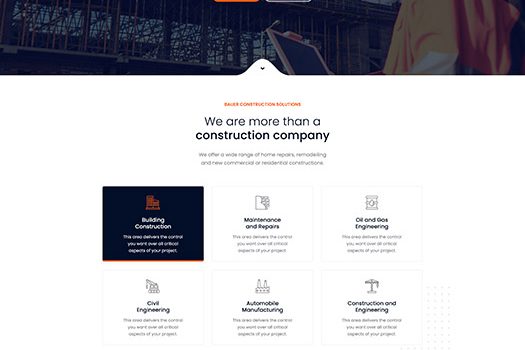 BAUER CONSTRUCTION SOLUTIONS
We are more than a
construction company
We offer a wide range of home repairs, remodelling
and new commercial or residential constructions.
Building
Construction
This area delivers the control
you want over all critical
aspects of your project.
Maintenance
and Repairs
This area delivers the control
you want over all critical
aspects of your project.
Oil and Gas
Engineering
This area delivers the control
you want over all critical
aspects of your project.
Civil
Engineering
This area delivers the control
you want over all critical
aspects of your project.
Automobile
Manufacturing
This area delivers the control
you want over all critical
aspects of your project.
Construction and
Engineering
This area delivers the control
you want over all critical
aspects of your project.